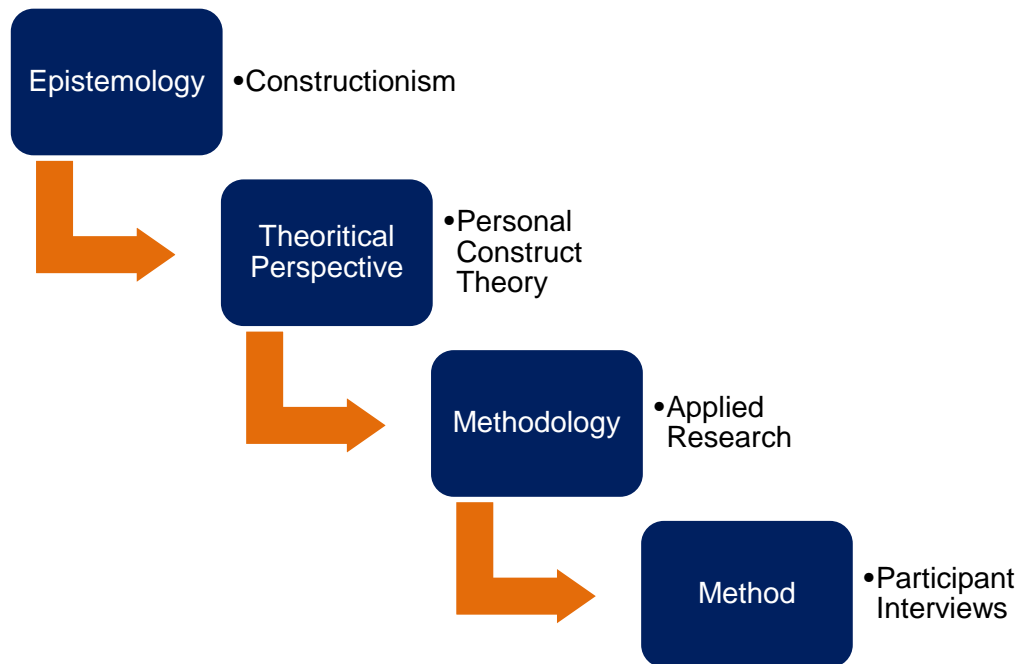 Epistemology
•Constructionism
Theoritical
Perspective
•Personal
Construct
Theory
Methodology
•Applied
Research
Method
•Participant
Interviews